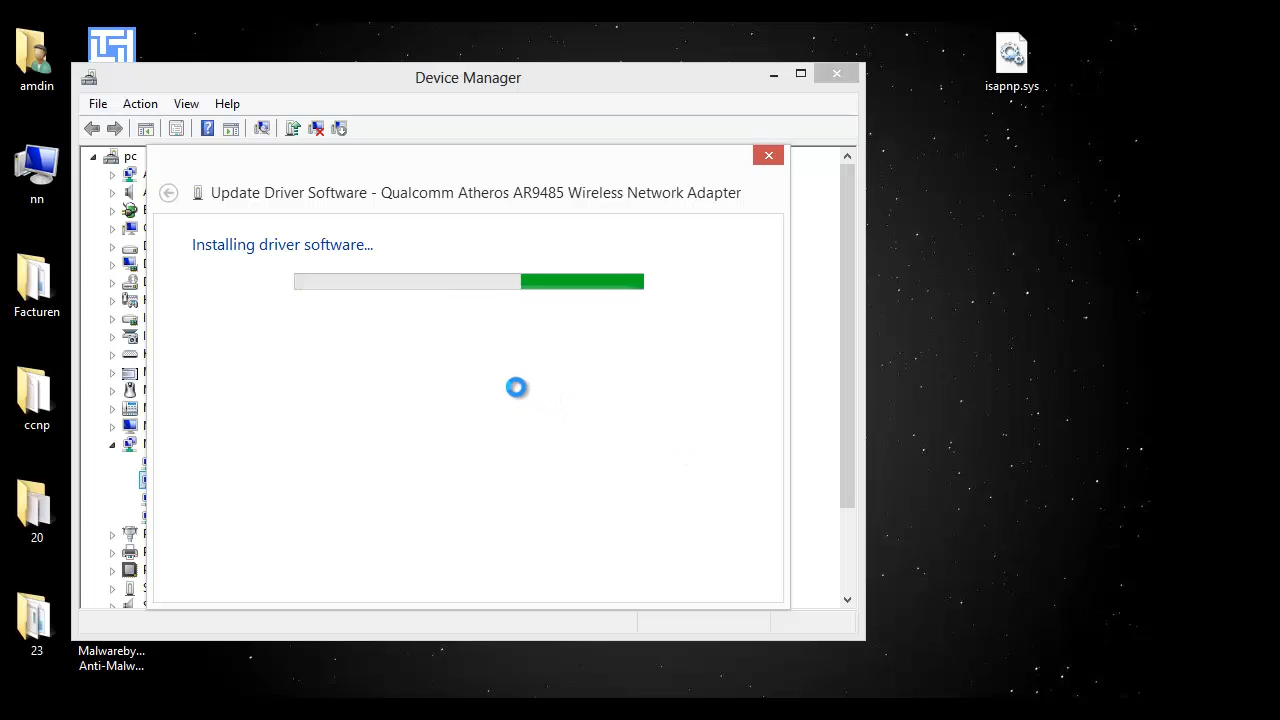 isapnp.sys
amdin
nn
Facturen
ccnp
20
23
Malwareby...
Anti-Malw...
Device Manager
File Action View Help
pc
Update Driver Software - Qualcomm Atheros AR9485 Wireless Network Adapter
Installing driver software...